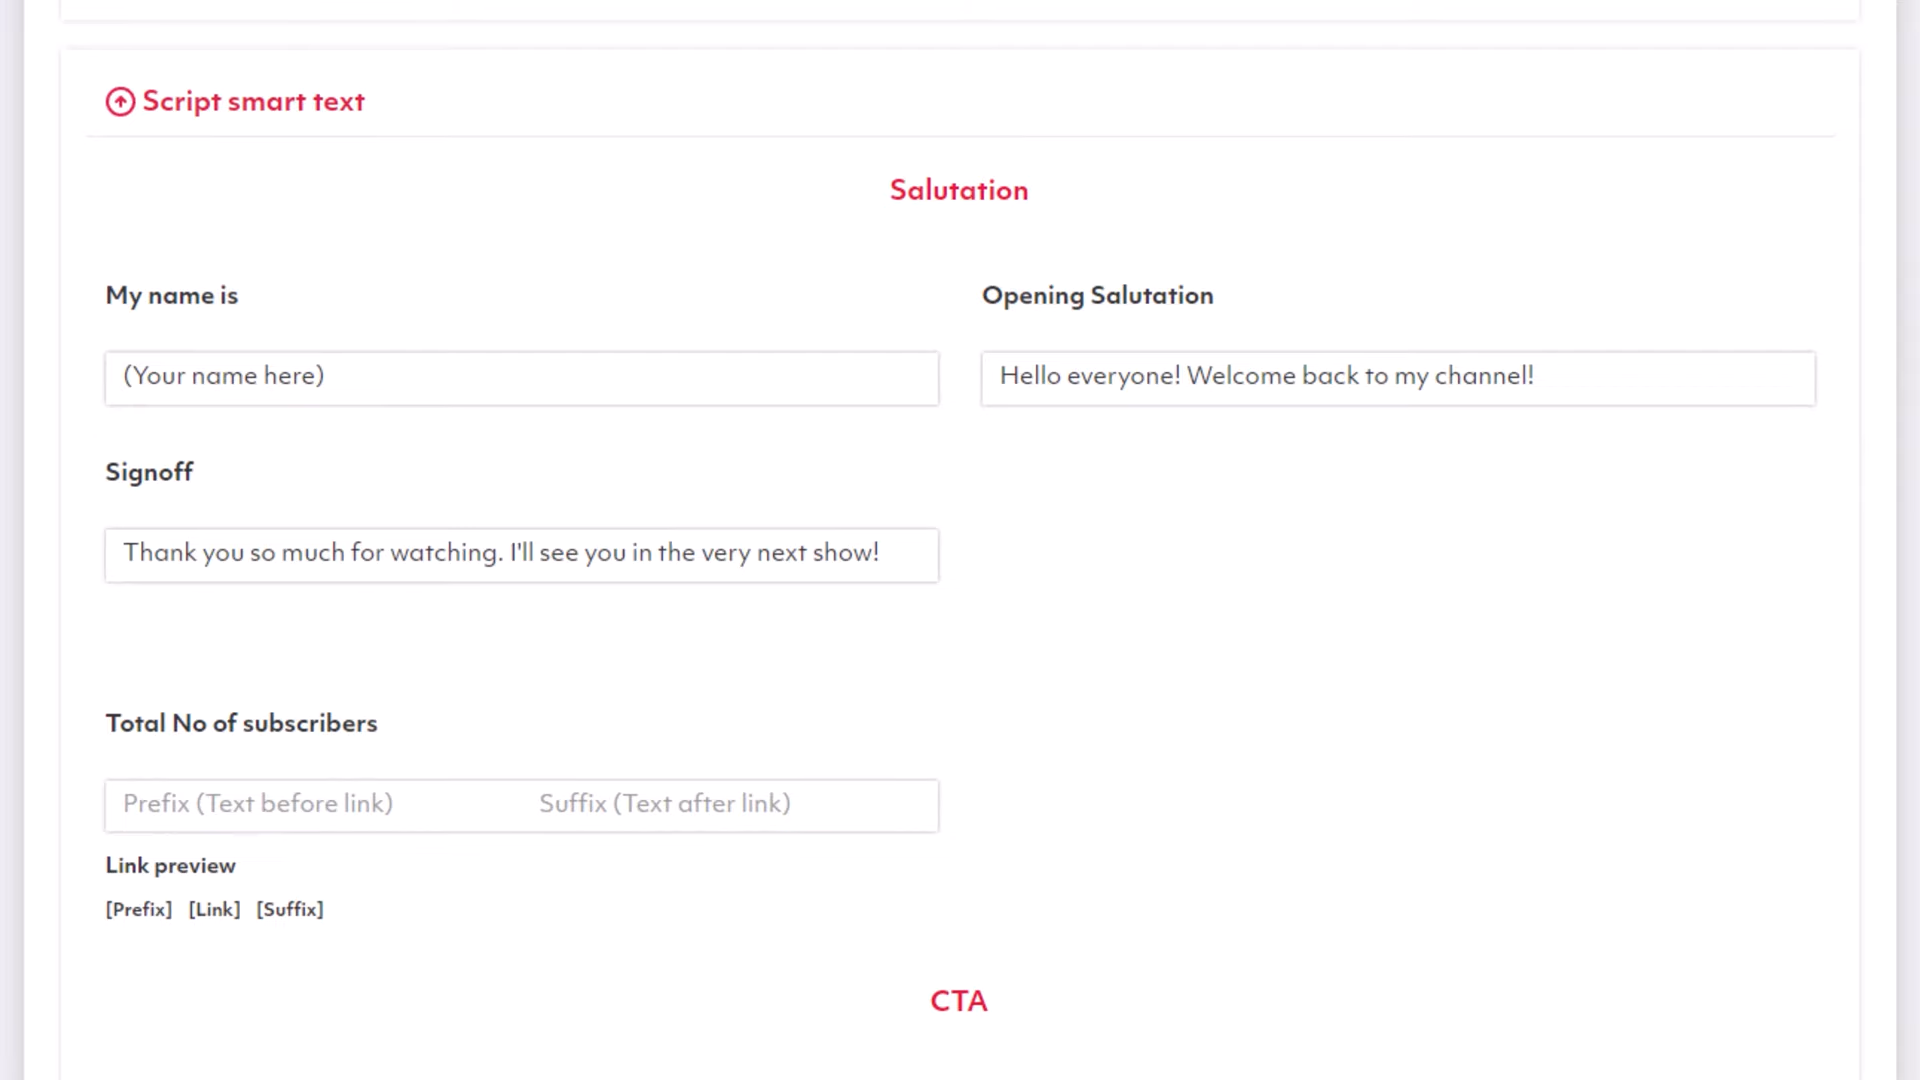 Script smart text
Salutation
My name is
Opening Salutation
(Your name here)
Hello everyone! Welcome back to my channel!
Signoff
Thank you so much for watching. I'll see you in the very next show!
Total No of subscribers
Prefix (Text before link) Suffix (Text after link)
Link preview
[Prefix] [Link] [Suffix]
CTA